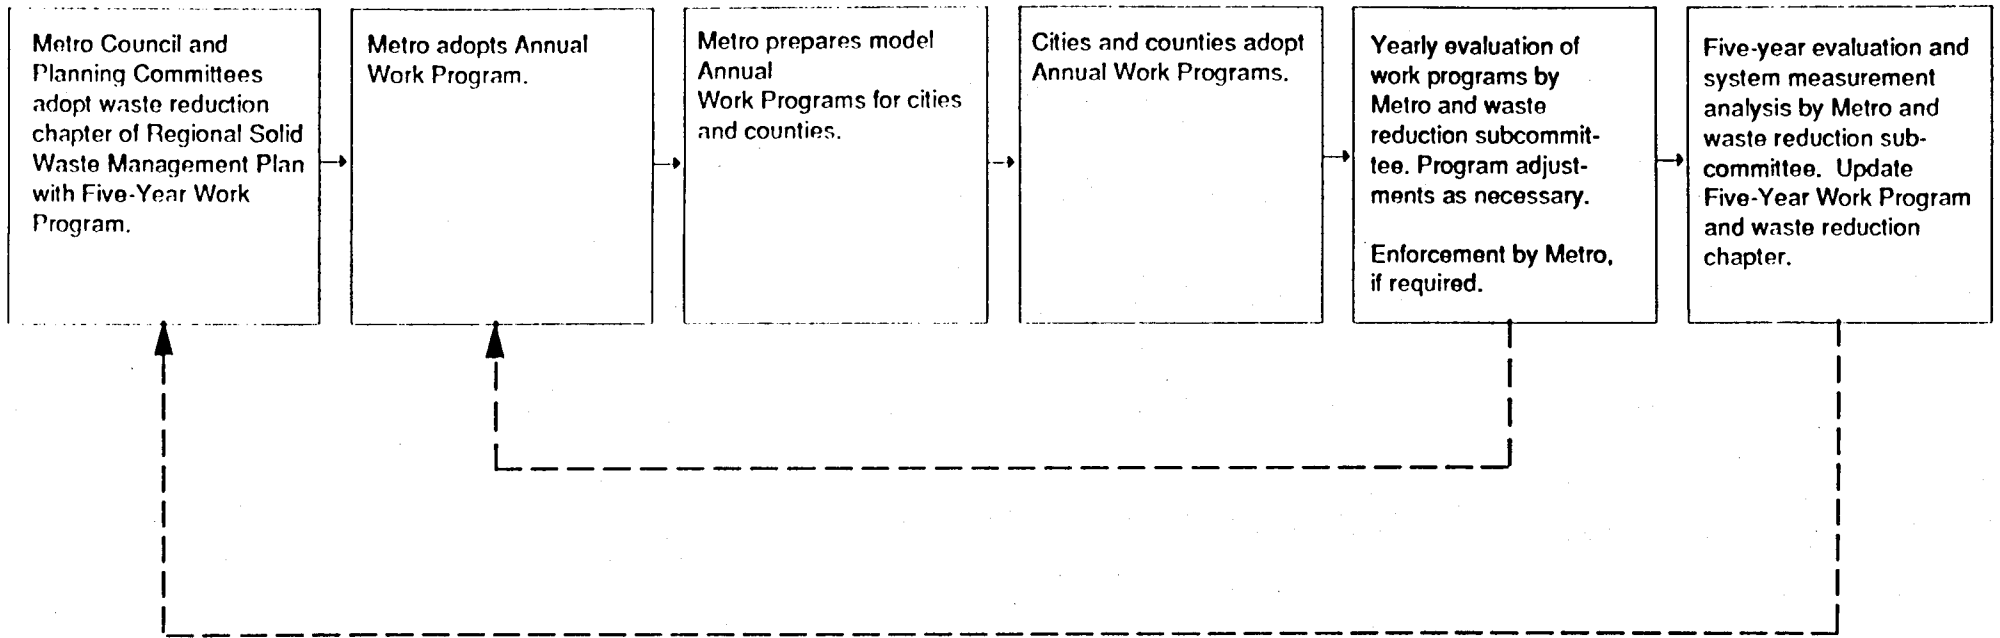 Metro Council and
Planning Committees
adopt waste reduction
chapter of Regional Solid
Waste Management Plan
with Five-Year Work
Program.
Metro adopts Annual
Work Program.
Metro prepares model
Annual
Work Programs for cities
and counties.
Cities and counties adopt
Annual Work Programs.
Yearly evaluation of
work programs by
Metro and waste
reduction subcommit-
tee. Program adjust-
ments as necessary.
Enforcement by Metro,
if required.
Five-year evaluation and
system measurement
analysis by Metro and
waste reduction sub-
committee. Update
Five-Year Work Program
and waste reduction
chapter.